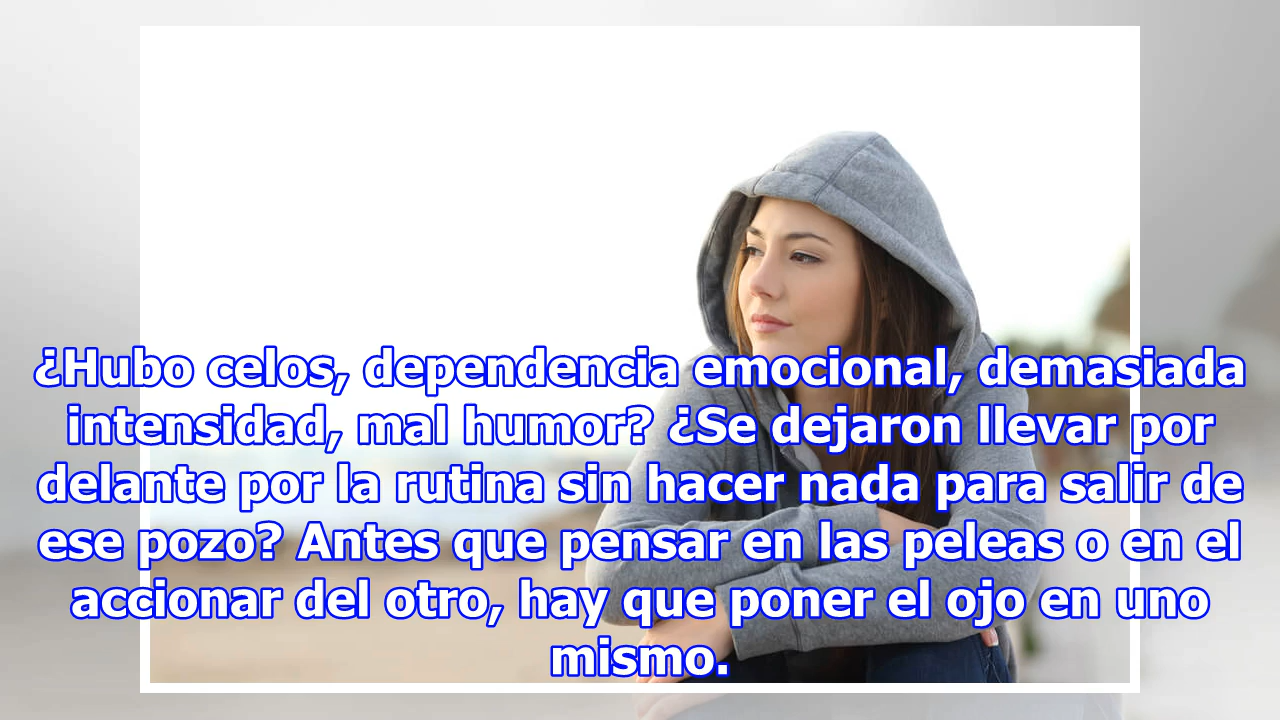 ¿Hubo celos, dependencia emocional, demasiada
intensidad, mal humor? ¿Se dejaron llevar por
delante por la rutina sin hacer nada para salir de
ese pozo? Antes que pensar en las peleas o en el
accionar del otro, hay que poner el ojo en uno
mismo.